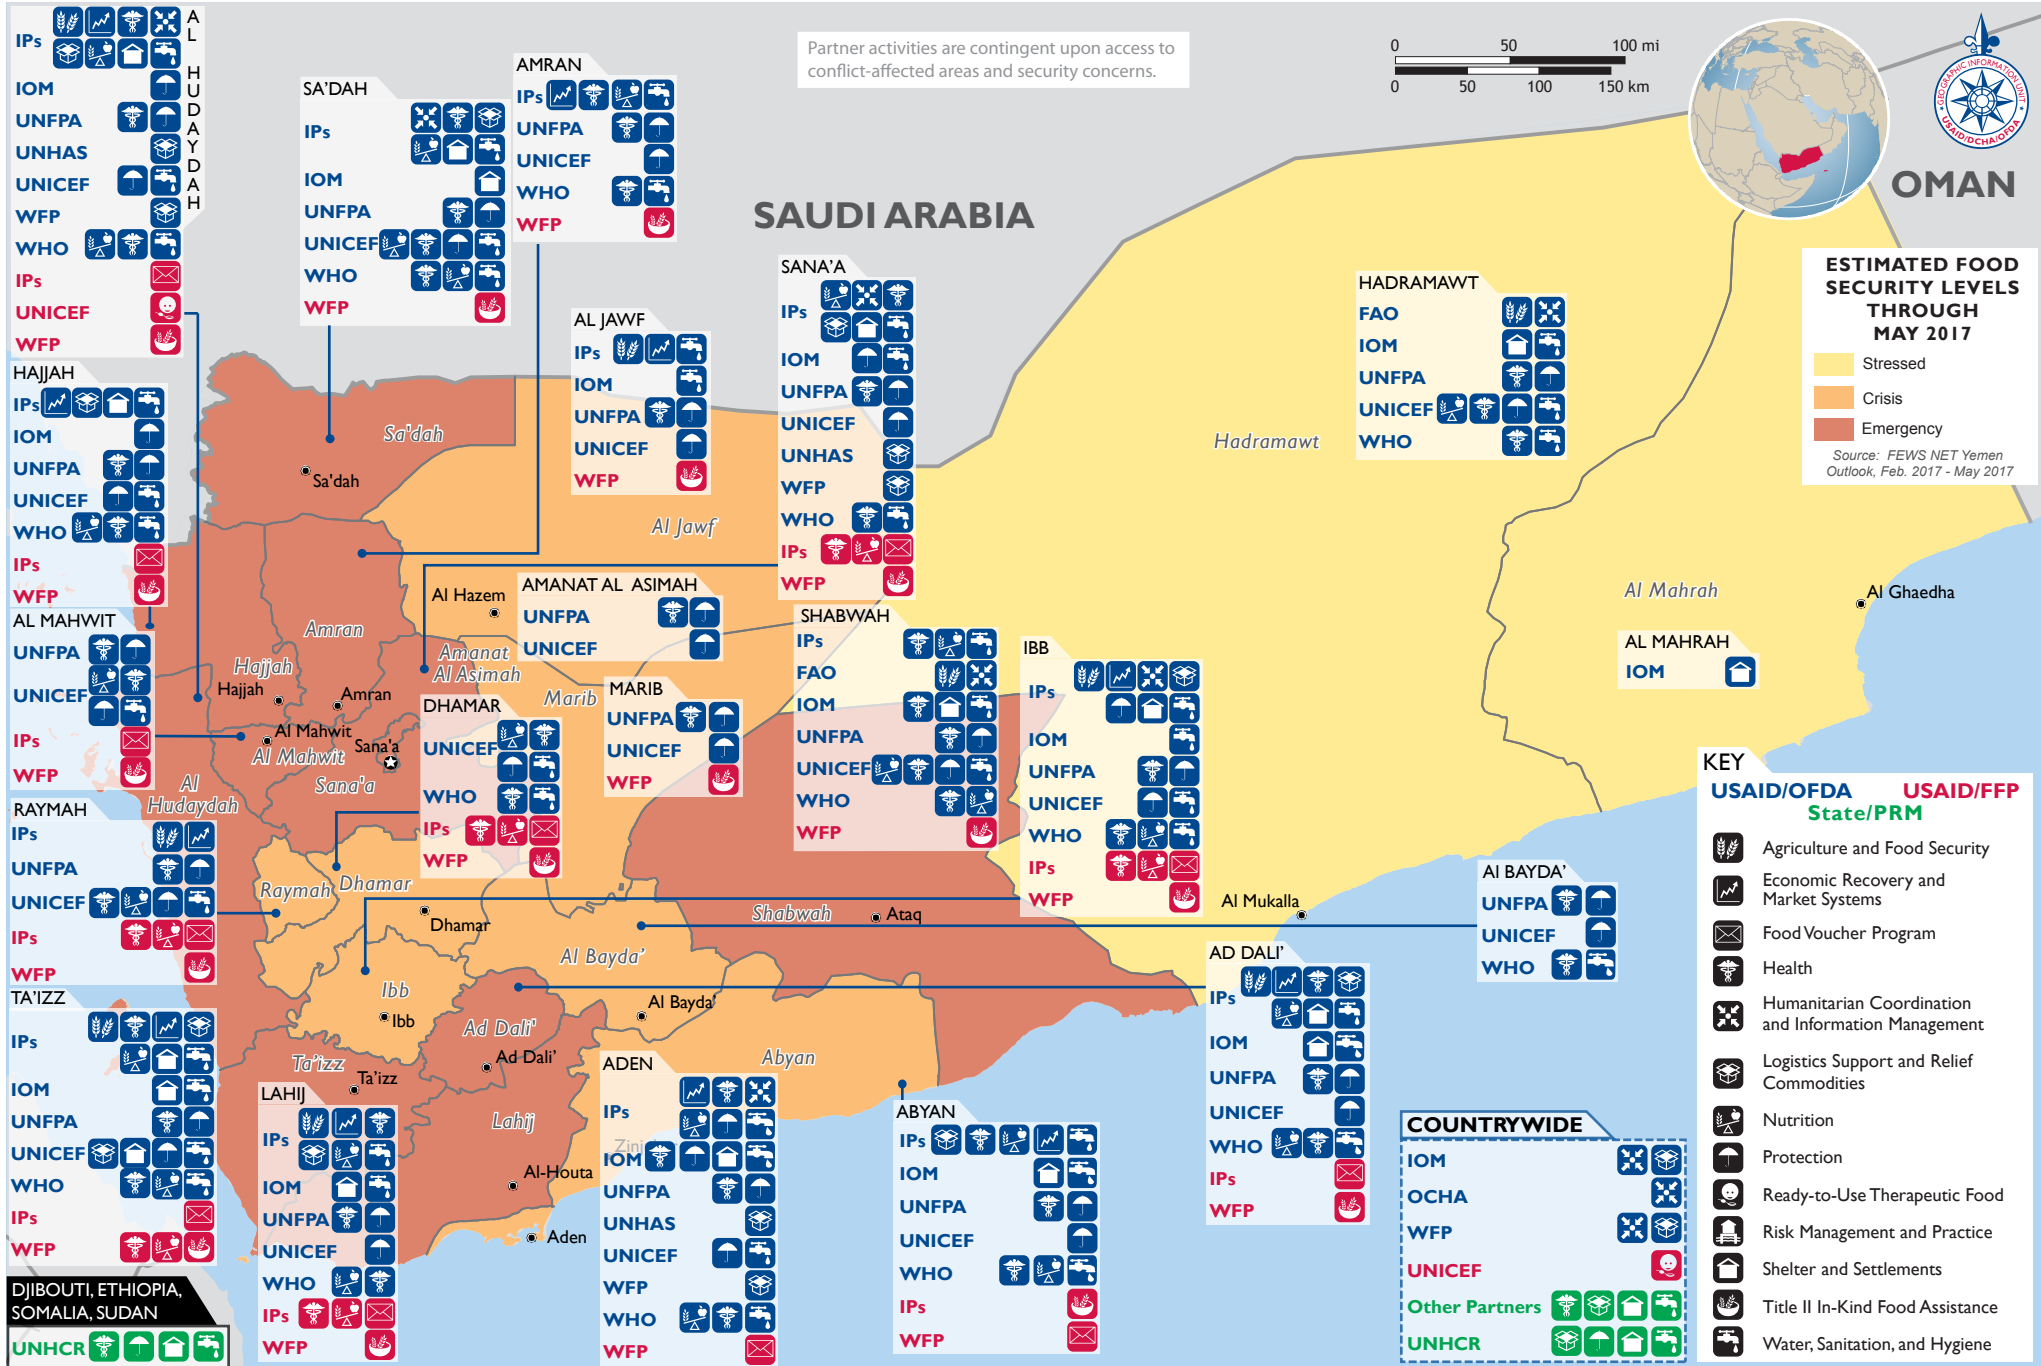 AL HUDAYDAH
IPs
IOM
UNFPA
UNHAS
UNICEF
WFP
WHO
IPs
UNICEF
WFP
HAJJAH
IPs
IOM
UNFPA
UNICEF
WHO
IPs
WFP
AL MAHWIT
UNFPA
UNICEF
IPs
WFP
RAYMAH
IPs
UNFPA
UNICEF
IPs
WFP
TA'IZZ
IPs
IOM
UNFPA
UNICEF
WHO
IPs
WFP
DJIBOUTI, ETHIOPIA,
SOMALIA, SUDAN
UNHCR
SA'DAH
IPs
IOM
UNFPA
UNICEF
WHO
WFP
AMRAN
IPs
UNFPA
UNICEF
WHO
WFP
AL JAWF
IPs
IOM
UNFPA
UNICEF
WFP
Partner activities are contingent upon access to
conflict-affected areas and security concerns.
SAUDI ARABIA
SANA'A
IPs
IOM
UNFPA
UNICEF
UNHAS
WFP
WHO
IPs
WFP
AMANAT AL ASIMAH
UNFPA
UNICEF
MARIB
UNFPA
UNICEF
WFP
DHAMAR
UNICEF
WHO
IPs
WFP
SHABWAH
IPs
FAO
IOM
UNFPA
UNICEF
WHO
WFP
IBB
IPs
IOM
UNFPA
UNICEF
WHO
IPs
WFP
HADRAMAWT
FAO
IOM
UNFPA
UNICEF
WHO
AL MAHRAH
IOM
Al BAYDA'
UNFPA
UNICEF
WHO
AD DALI'
IPs
IOM
UNFPA
UNICEF
WHO
IPs
WFP
LAHIJ
IPs
IOM
UNFPA
UNICEF
WHO
IPs
WFP
ADEN
IPs
IOM
UNFPA
UNHAS
UNICEF
WFP
WHO
WFP
ABYAN
IPs
IOM
UNFPA
UNICEF
WHO
IPs
WFP
Sa'dah
Sa'dah
Al Jawf
Al Hazem
Amran
Amanat
Al Asimah
Hajjah
Hajjah
Amran
Marib
Al Mahwit
Al Mahwit
Sana'a
Sana'a
Al
Hudaydah
Raymah
Dhamar
Dhamar
Ibb
Ibb
Al Bayda'
Al Bayda'
Shabwah
Ataq
Ad Dali'
Ad Dali'
Ta'izz
Ta'izz
Lahij
Al-Houta
Aden
Abyan
Hadramawt
Al Mukalla
Al Mahrah
Al Ghaedha
0 50 100 mi
0 50 100 150 km
GEOGRAPHIC INFORMATION UNIT
USAID/DCHA/OFDA
OMAN
ESTIMATED FOOD
SECURITY LEVELS
THROUGH
MAY 2017
Stressed
Crisis
Emergency
Source: FEWS NET Yemen
Outlook, Feb. 2017 - May 2017
KEY
USAID/OFDA USAID/FFP
State/PRM
Agriculture and Food Security
Economic Recovery and
Market Systems
Food Voucher Program
Health
Humanitarian Coordination
and Information Management
Logistics Support and Relief
Commodities
Nutrition
Protection
Ready-to-Use Therapeutic Food
Risk Management and Practice
Shelter and Settlements
Title II In-Kind Food Assistance
Water, Sanitation, and Hygiene
COUNTRYWIDE
IOM
OCHA
WFP
UNICEF
Other Partners
UNHCR